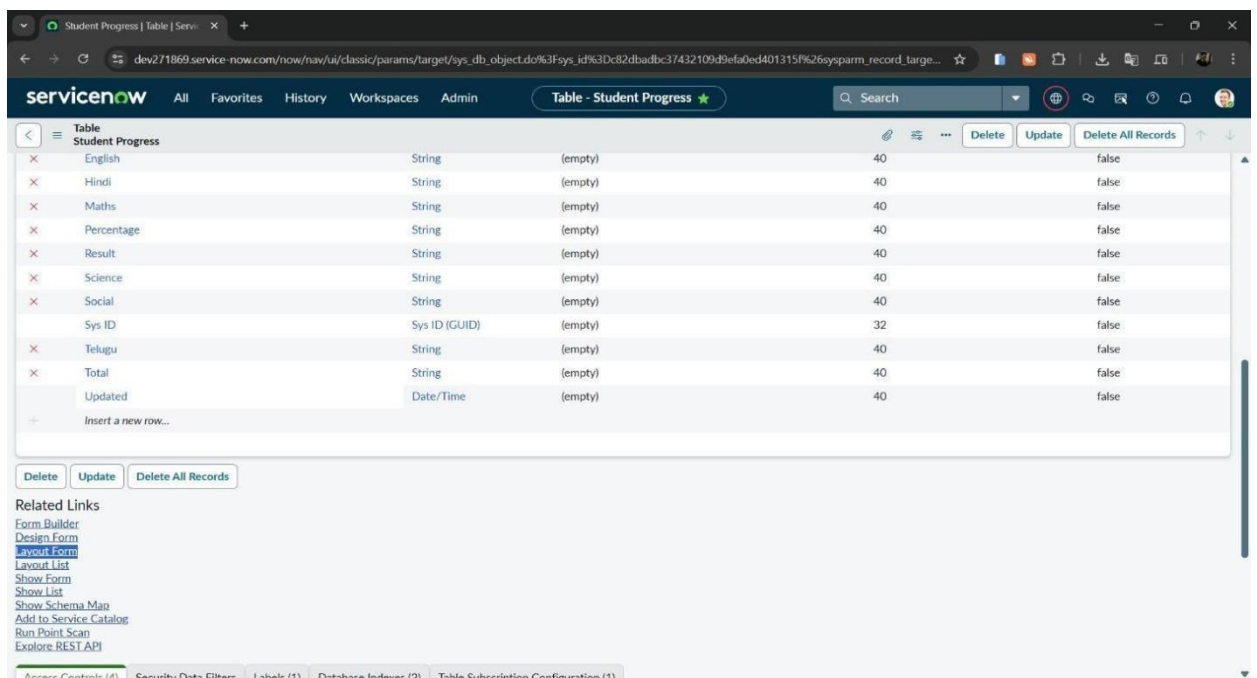 Student Progress | Table | Servic
dev271869.service-now.com/now/nav/ui/classic/params/target/sys_db_object.do%3Fsys_id%3Dc82dbadbc37432109d9efa0ed401315f%26sysparm_record_targe...
servicenow All Favorites History Workspaces Admin Table - Student Progress Search
Table
Student Progress Delete Update Delete All Records
English String (empty) 40 false
Hindi String (empty) 40 false
Maths String (empty) 40 false
Percentage String (empty) 40 false
Result String (empty) 40 false
Science String (empty) 40 false
Social String (empty) 40 false
Sys ID Sys ID (GUID) (empty) 32 false
Telugu String (empty) 40 false
Total String (empty) 40 false
Updated Date/Time (empty) 40 false
Insert a new row...
Delete Update Delete All Records
Related Links
Form Builder
Design Form
Layout Form
Layout List
Show Form
Show List
Show Schema Map
Add to Service Catalog
Run Point Scan
Explore REST API
Access Controls (4) Security Data Filters Labels (1) Database Indexes (2) Table Subscription Configuration (1)